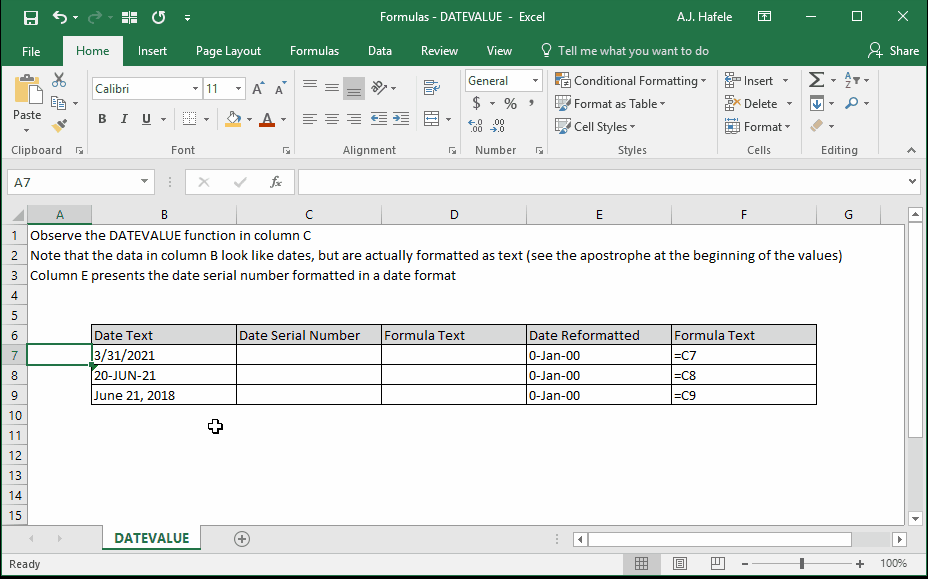 Formulas - DATEVALUE - Excel
A.J. Hafele
File Home Insert Page Layout Formulas Data Review View Tell me what you want to do Share
Calibri 11 General Conditional Formatting Insert
Paste B I U A $ % , Format as Table Delete
Cell Styles Format
Clipboard Font Alignment Number Styles Cells Editing
A7 fx
A B C D E F G
1 Observe the DATEVALUE function in column C
2 Note that the data in column B look like dates, but are actually formatted as text (see the apostrophe at the beginning of the values)
3 Column E presents the date serial number formatted in a date format
4
5
6 Date Text Date Serial Number Formula Text Date Reformatted Formula Text
7 3/31/2021 0-Jan-00 =C7
8 20-JUN-21 0-Jan-00 =C8
9 June 21, 2018 0-Jan-00 =C9
10
11
12
13
14
15
DATEVALUE
Ready 100%